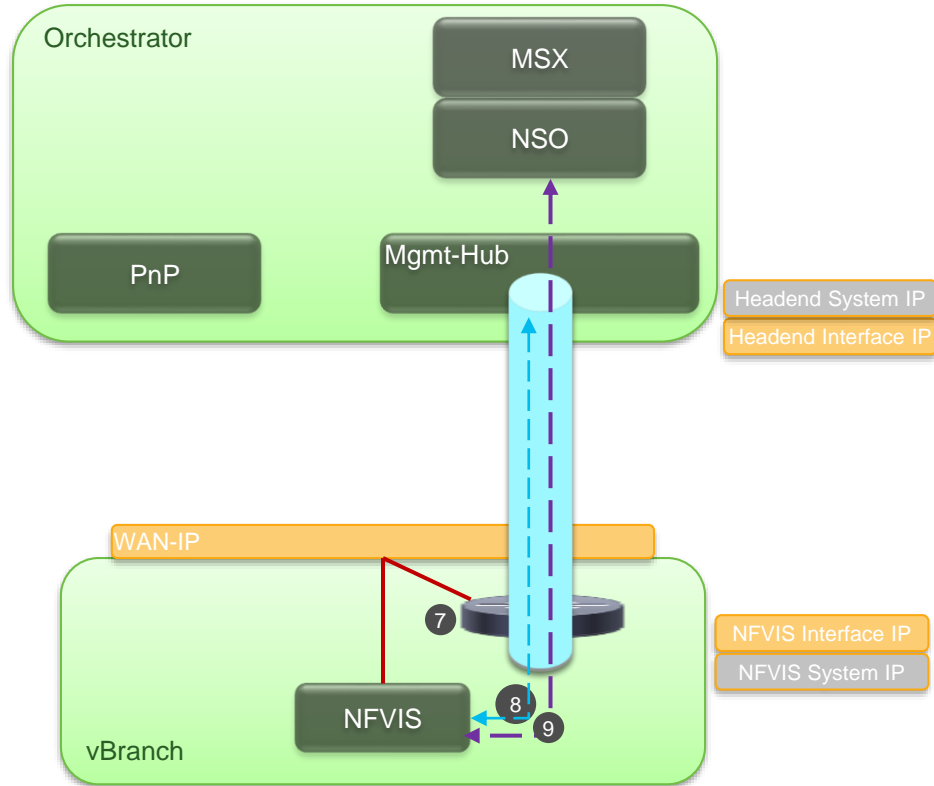 Orchestrator
MSX
NSO
PnP
Mgmt-Hub
Headend System IP
Headend Interface IP
WAN-IP
7
NFVIS Interface IP
NFVIS System IP
NFVIS
8
9
vBranch